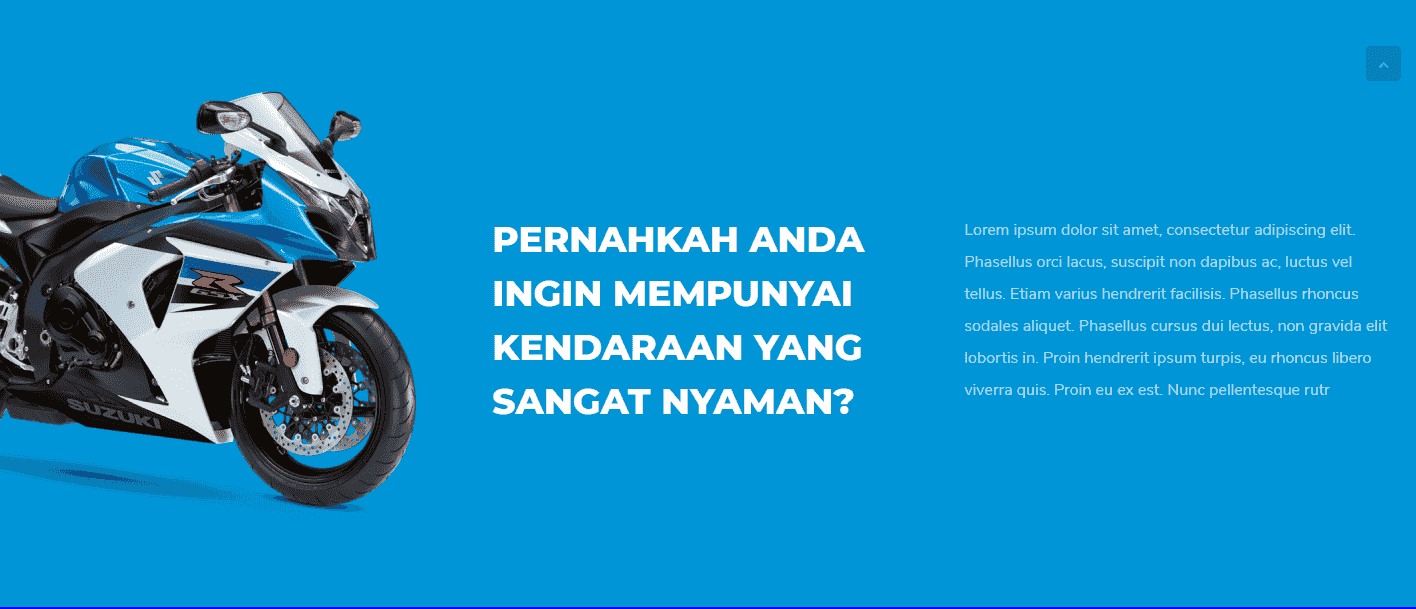 PERNAHKAH ANDA
INGIN MEMPUNYAI
KENDARAAN YANG
SANGAT NYAMAN?
Lorem ipsum dolor sit amet, consectetur adipiscing elit.
Phasellus orci lacus, suscipit non dapibus ac, luctus vel
tellus. Etiam varius hendrerit facilisis. Phasellus rhoncus
sodales aliquet. Phasellus cursus dui lectus, non gravida elit
lobortis in. Proin hendrerit ipsum turpis, eu rhoncus libero
viverra quis. Proin eu ex est. Nunc pellentesque rutr
R
GSX
SUZUKI